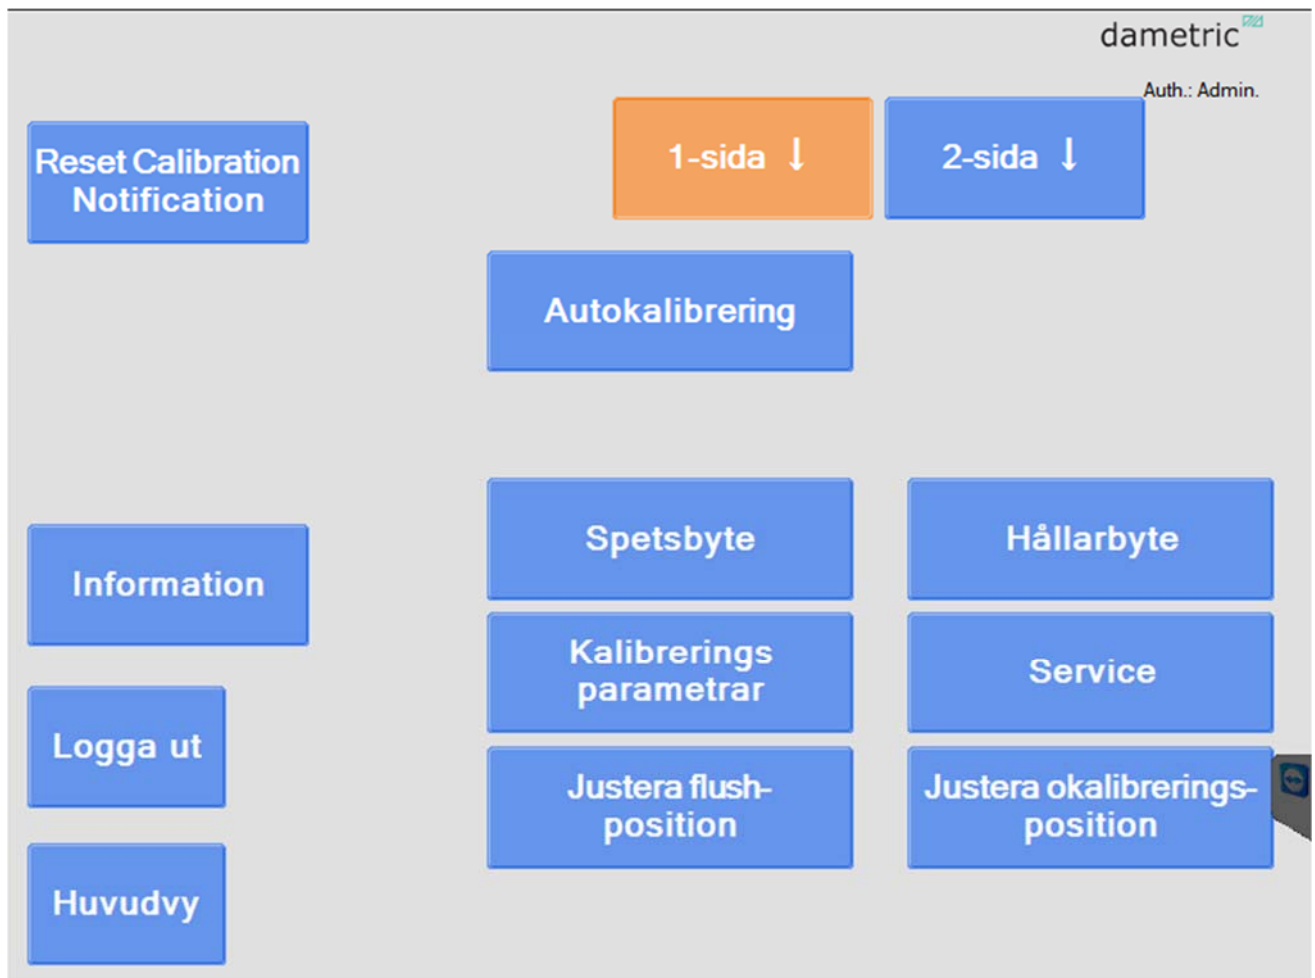 dametric
Auth.: Admin.
Reset Calibration
Notification
1-sida ↓
2-sida ↓
Autokalibrering
Spetsbyte
Hållarbyte
Information
Kalibrerings
parametrar
Service
Logga ut
Justera flush-
position
Justera okalibrerings-
position
Huvudvy